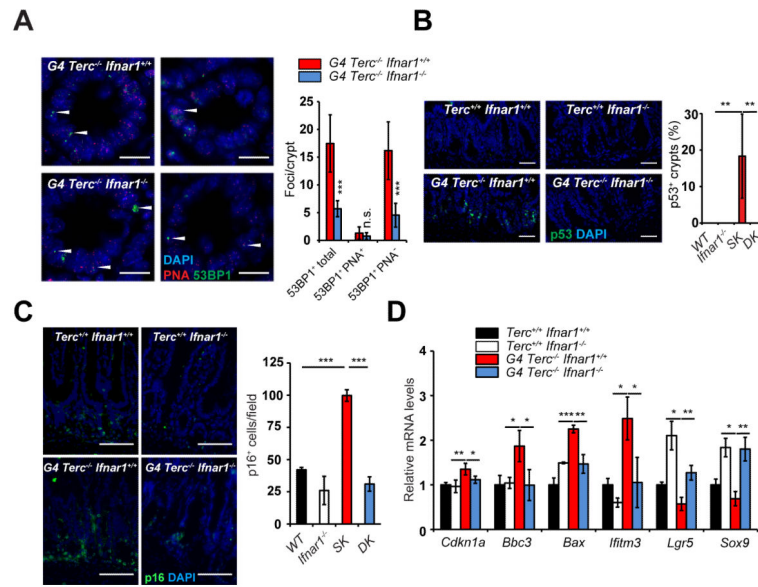 A
G4 Terc-/- Ifnar1+/+
G4 Terc-/- Ifnar1-/-
DAPI
PNA 53BP1
G4 Terc-/- Ifnar1+/+
G4 Terc-/- Ifnar1-/-
Foci/crypt
25
20
15
10
5
0
***
n.s.
***
53BP1+ total
53BP1+ PNA+
53BP1+ PNA-
B
Terc+/+ Ifnar1+/+
Terc+/+ Ifnar1-/-
G4 Terc-/- Ifnar1+/+
G4 Terc-/- Ifnar1-/-
p53 DAPI
p53+ crypts (%)
30
20
10
0
** **
WT
Ifnar1-/-
SK
DK
C
Terc+/+ Ifnar1+/+
Terc+/+ Ifnar1-/-
G4 Terc-/- Ifnar1+/+
G4 Terc-/- Ifnar1-/-
p16 DAPI
p16+ cells/field
125
100
75
50
25
0
*** ***
WT
Ifnar1-/-
SK
DK
D
Terc+/+ Ifnar1+/+
Terc+/+ Ifnar1-/-
G4 Terc-/- Ifnar1+/+
G4 Terc-/- Ifnar1-/-
Relative mRNA levels
4
3
2
1
0
** *
* *
*** **
* *
* **
* **
Cdkn1a Bbc3 Bax Ifitm3 Lgr5 Sox9